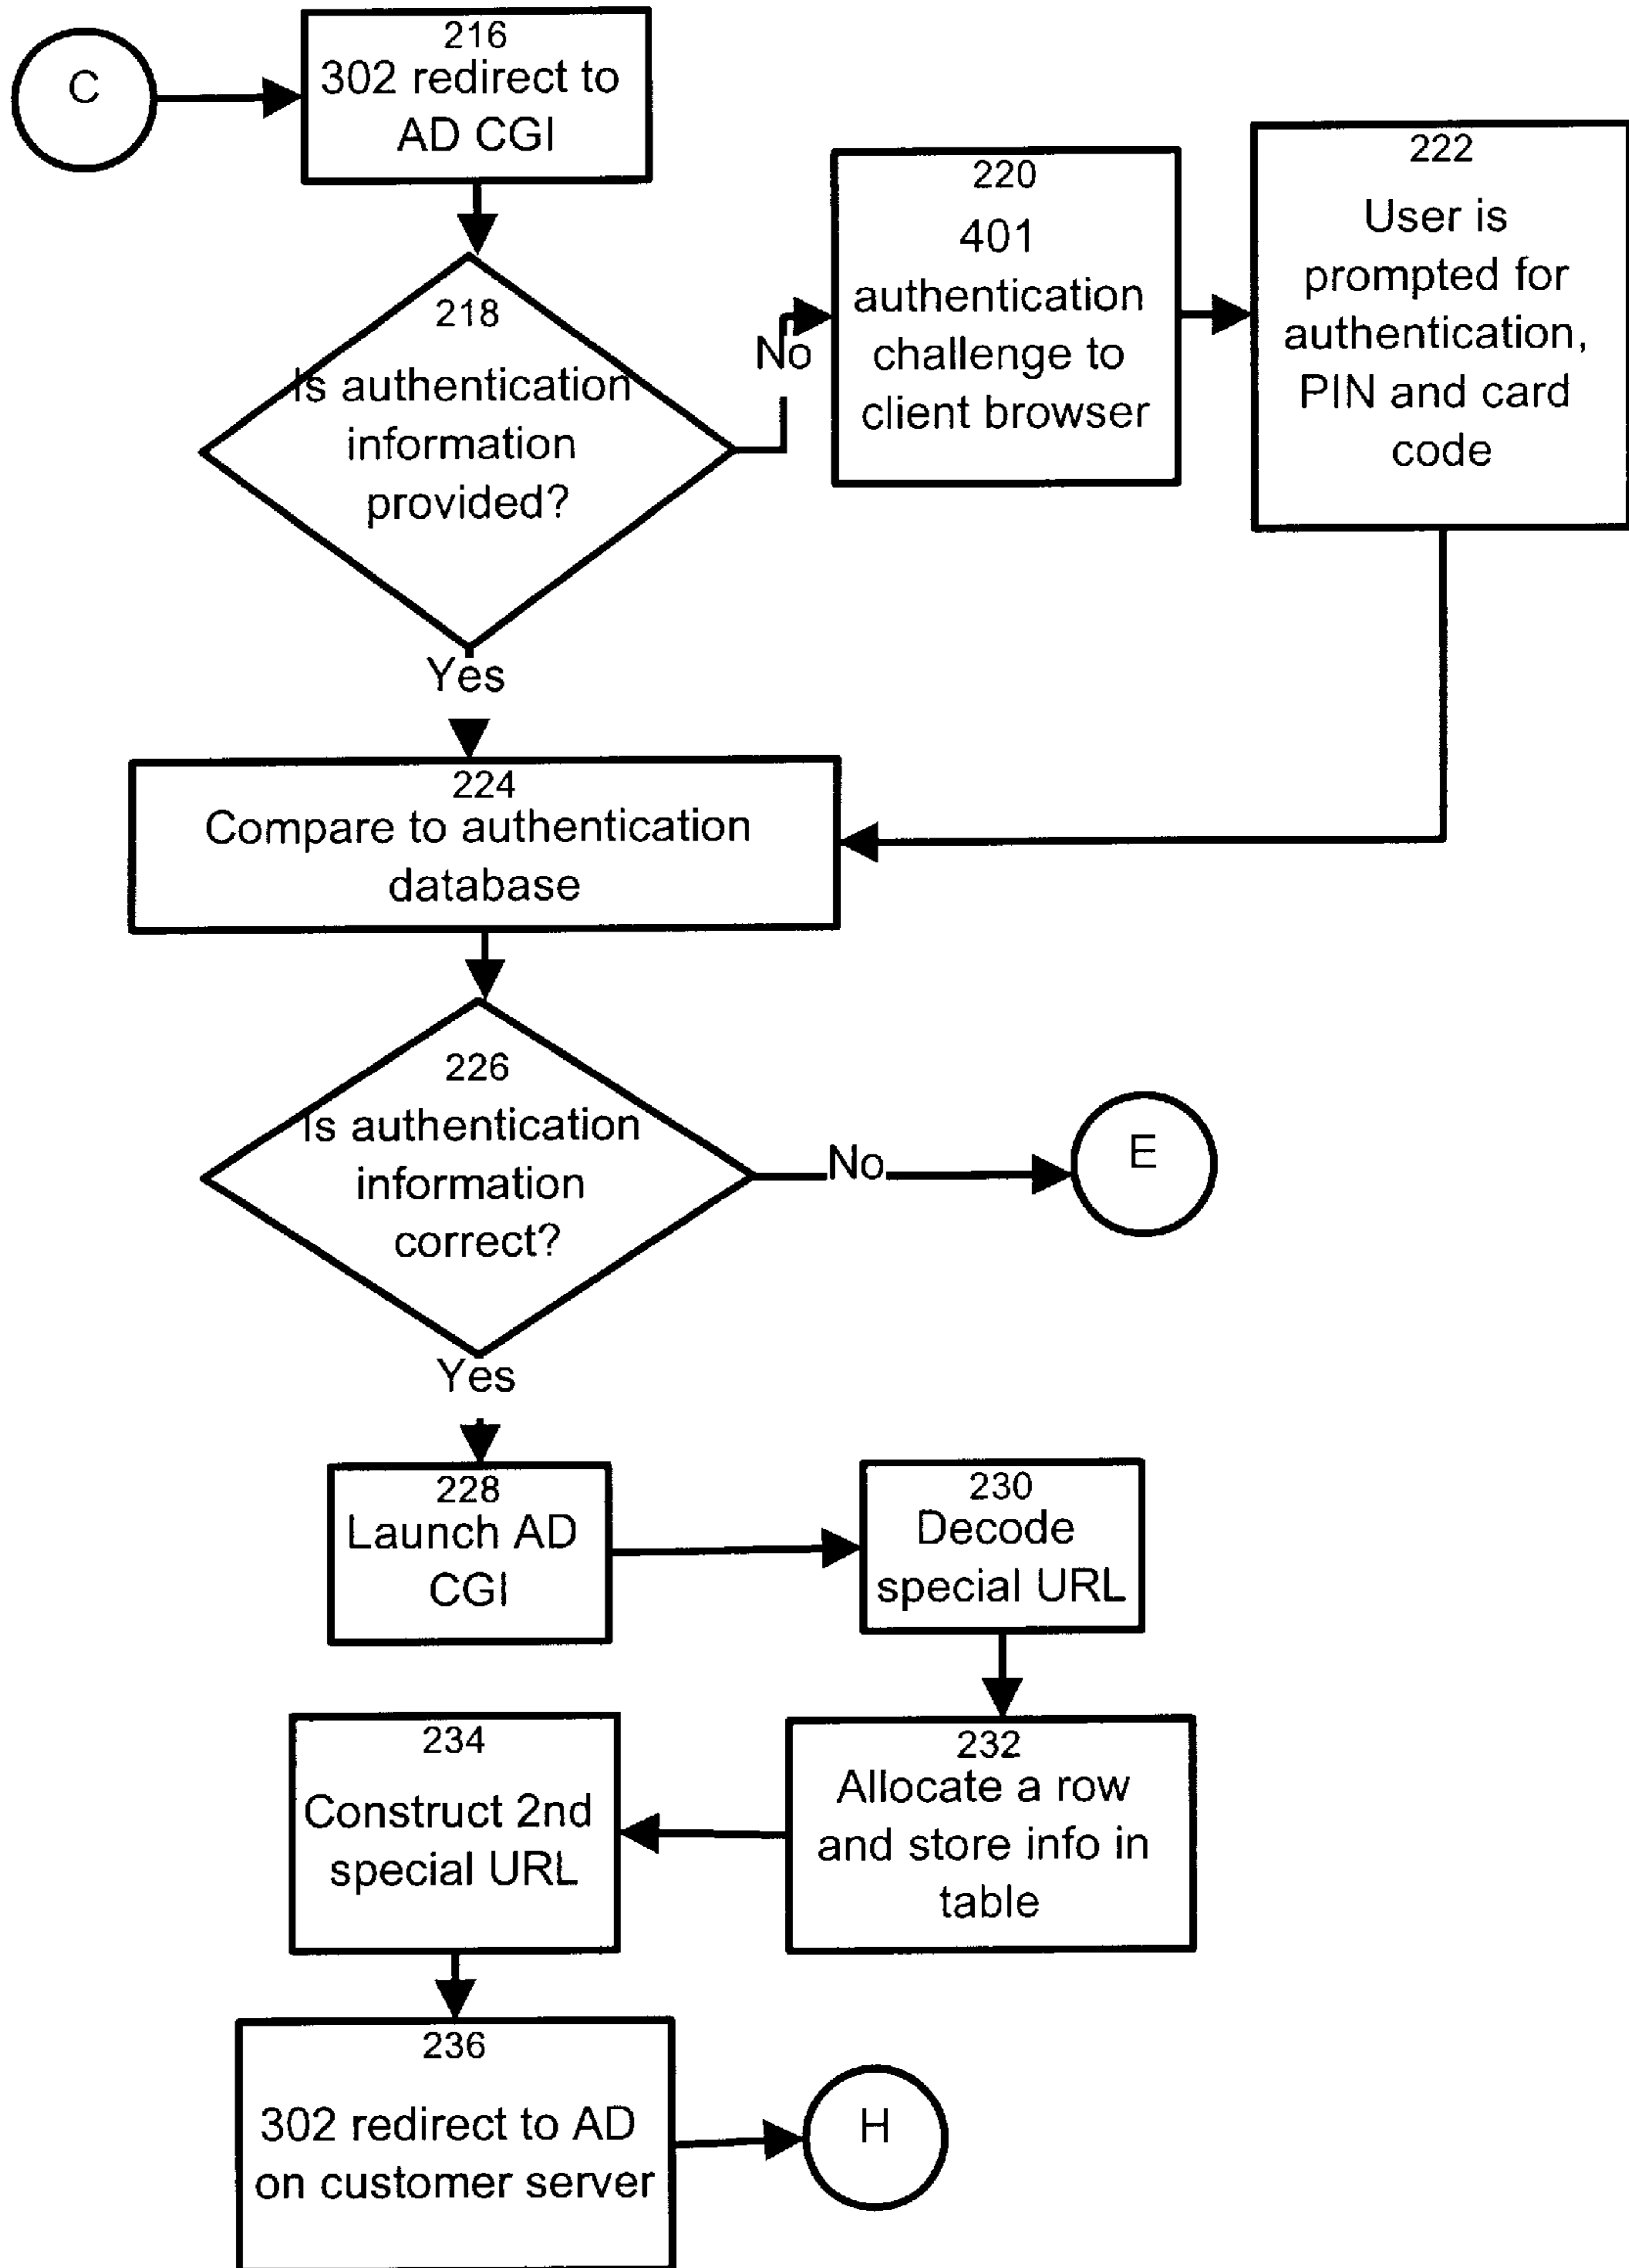 C
216
302 redirect to
AD CGI
218
Is authentication
information
provided?
No
220
401
authentication
challenge to
client browser
222
User is
prompted for
authentication,
PIN and card
code
Yes
224
Compare to authentication
database
226
Is authentication
information
correct?
No
E
Yes
228
Launch AD
CGI
230
Decode
special URL
232
Allocate a row
and store info in
table
234
Construct 2nd
special URL
236
302 redirect to AD
on customer server
H